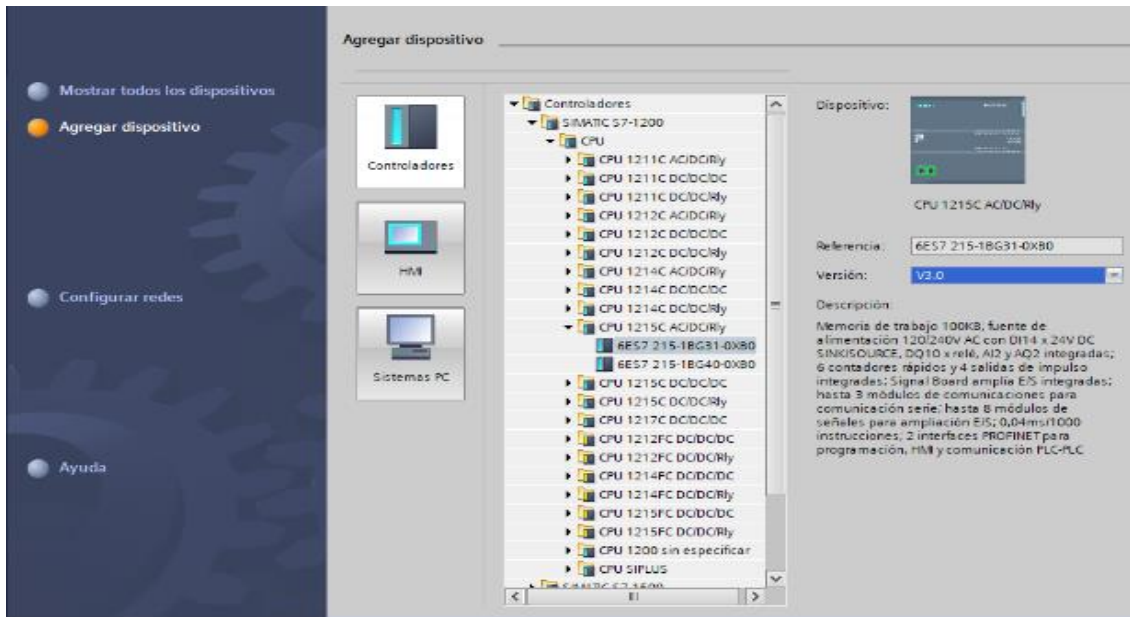 Agregar dispositivo
Mostrar todos los dispositivos
Agregar dispositivo
Configurar redes
Ayuda
Controladores
HMI
Sistemas PC
Controladores
SIMATIC S7-1200
CPU
CPU 1211C AC/DC/Rly
CPU 1211C DC/DC/DC
CPU 1211C DC/DC/Rly
CPU 1212C AC/DC/Rly
CPU 1212C DC/DC/DC
CPU 1212C DC/DC/Rly
CPU 1214C AC/DC/Rly
CPU 1214C DC/DC/DC
CPU 1214C DC/DC/Rly
CPU 1215C AC/DC/Rly
6ES7 215-1BG31-0XB0
6ES7 215-1BG40-0XB0
CPU 1215C DC/DC/DC
CPU 1215C DC/DC/Rly
CPU 1217C DC/DC/DC
CPU 1212FC DC/DC/DC
CPU 1212FC DC/DC/Rly
CPU 1214FC DC/DC/DC
CPU 1214FC DC/DC/Rly
CPU 1215FC DC/DC/DC
CPU 1215FC DC/DC/Rly
CPU 1200 sin especificar
CPU SIPLUS
SIMATIC S7-1500
Dispositivo:
CPU 1215C AC/DC/Rly
Referencia: 6ES7 215-1BG31-0XB0
Versión: V3.0
Descripción:
Memoria de trabajo 100KB, fuente de
alimentación 120/240V AC con DI14 x 24V DC
SINK/SOURCE, DQ10 x relé, AI2 y AQ2 integradas;
6 contadores rápidos y 4 salidas de impulso
integradas; Signal Board amplía E/S integradas;
hasta 3 módulos de comunicaciones para
comunicación serie; hasta 8 módulos de
señales para ampliación E/S; 0,04ms/1000
instrucciones; 2 interfaces PROFINET para
programación, HMI y comunicación PLC-PLC